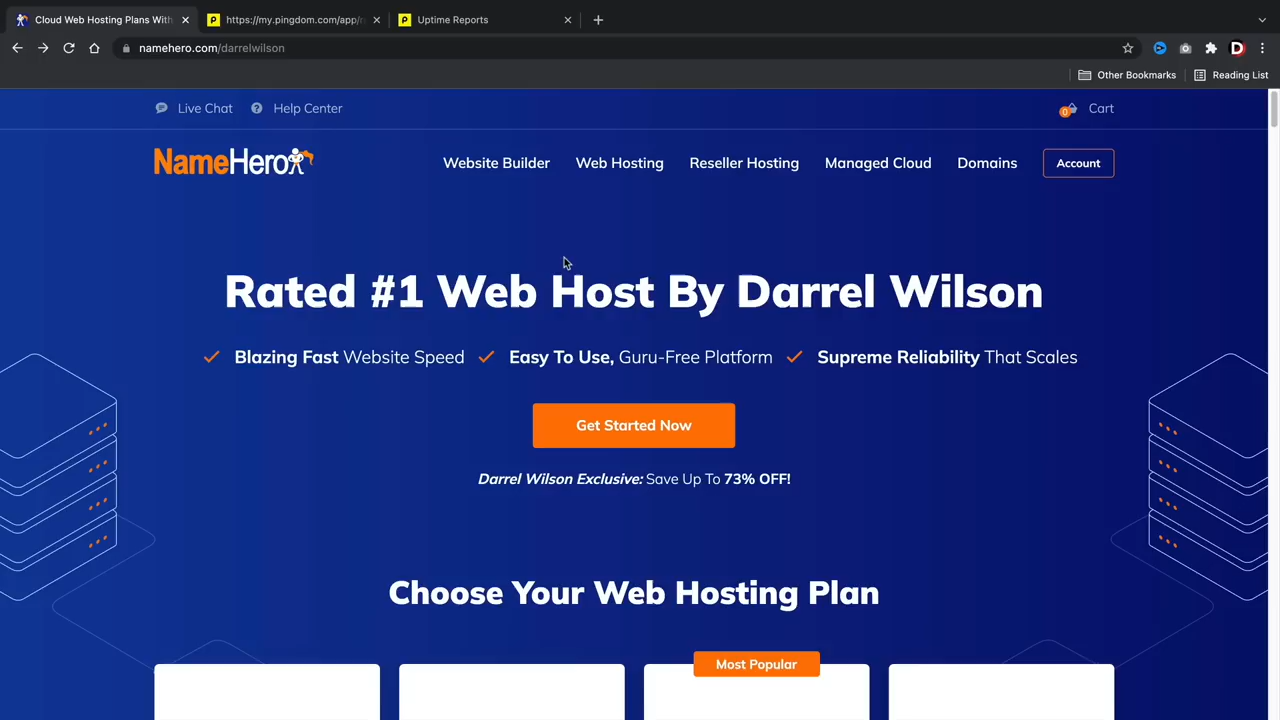 Cloud Web Hosting Plans With
https://my.pingdom.com/app/r
Uptime Reports
namehero.com/darrelwilson
D
Other Bookmarks
Reading List
Live Chat
Help Center
0
Cart
NameHero
Website Builder
Web Hosting
Reseller Hosting
Managed Cloud
Domains
Account
Rated #1 Web Host By Darrel Wilson
Blazing Fast Website Speed
Easy To Use, Guru-Free Platform
Supreme Reliability That Scales
Get Started Now
Darrel Wilson Exclusive: Save Up To 73% OFF!
Choose Your Web Hosting Plan
Most Popular